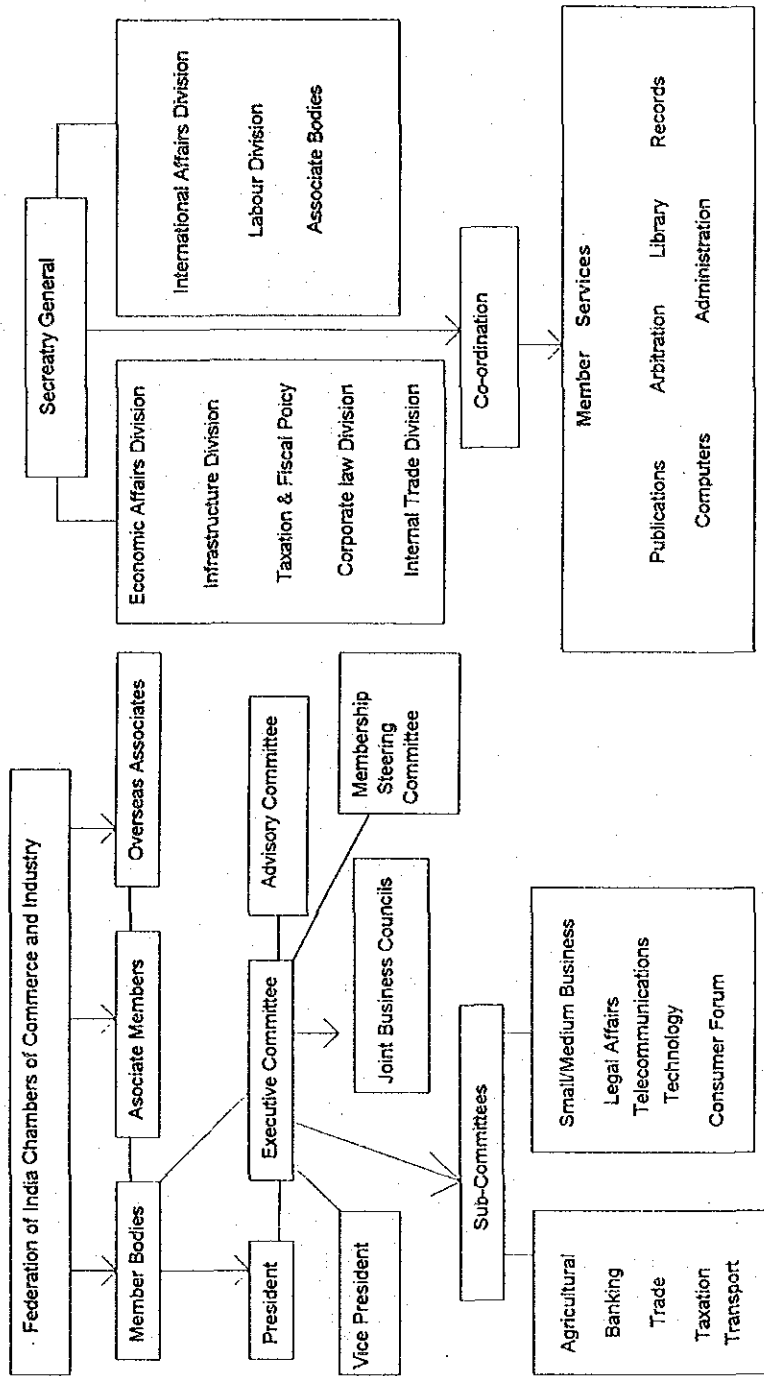 Federation of India Chambers of Commerce and Industry
Member Bodies
Asociate Members
Overseas Associates
President
Executive Committee
Advisory Committee
Vice President
Joint Business Councils
Membership
Steering
Committee
Sub-Committees
Agricultural
Banking
Trade
Taxation
Transport
Small/Medium Business
Legal Affairs
Telecommunications
Technology
Consumer Forum
Secreatry General
Economic Affairs Division
Infrastructure Division
Taxation & Fiscal Poicy
Corporate law Division
Internal Trade Division
International Affairs Division
Labour Division
Associate Bodies
Co-ordination
Member Services
Publications Arbitration Library Records
Computers Administration